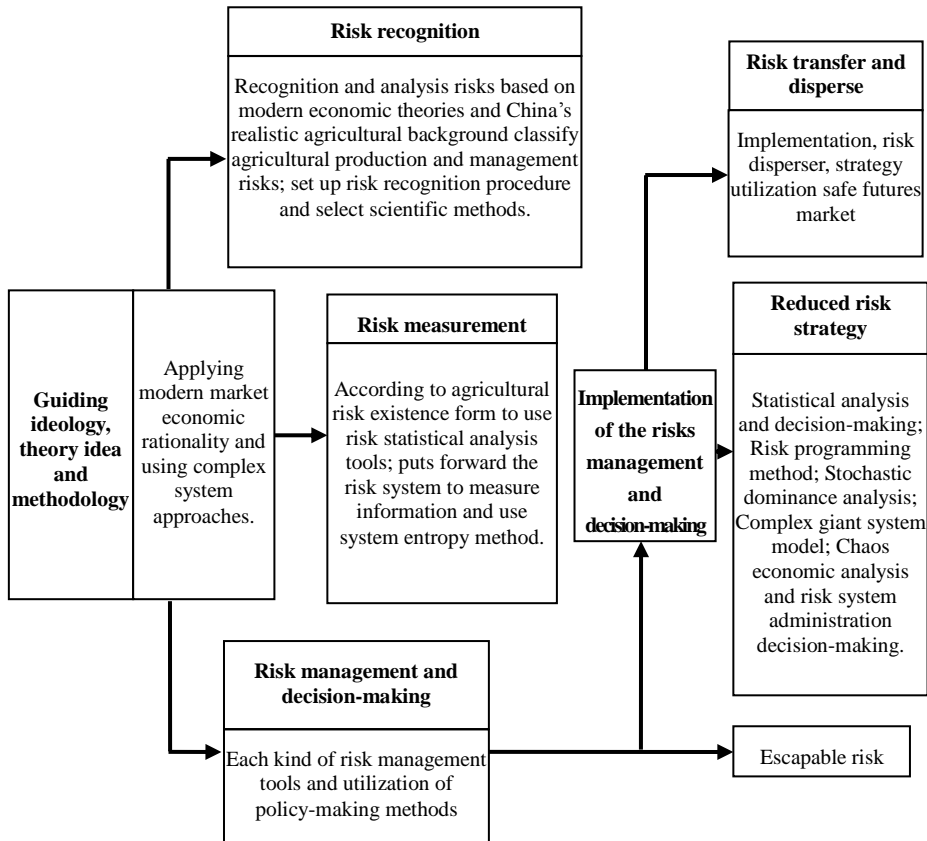 Risk recognition
Recognition and analysis risks based on
modern economic theories and China's
realistic agricultural background classify
agricultural production and management
risks; set up risk recognition procedure
and select scientific methods.
Risk transfer and
disperse
Implementation, risk
disperser, strategy
utilization safe futures
market
Guiding
ideology,
theory idea
and
methodology
Applying
modern market
economic
rationality and
using complex
system
approaches.
Risk measurement
According to agricultural
risk existence form to use
risk statistical analysis
tools; puts forward the
risk system to measure
information and use
system entropy method.
Implementation
of the risks
management
and
decision-making
Reduced risk
strategy
Statistical analysis
and decision-making;
Risk programming
method; Stochastic
dominance analysis;
Complex giant system
model; Chaos
economic analysis
and risk system
administration
decision-making.
Risk management and
decision-making
Each kind of risk management
tools and utilization of
policy-making methods
Escapable risk